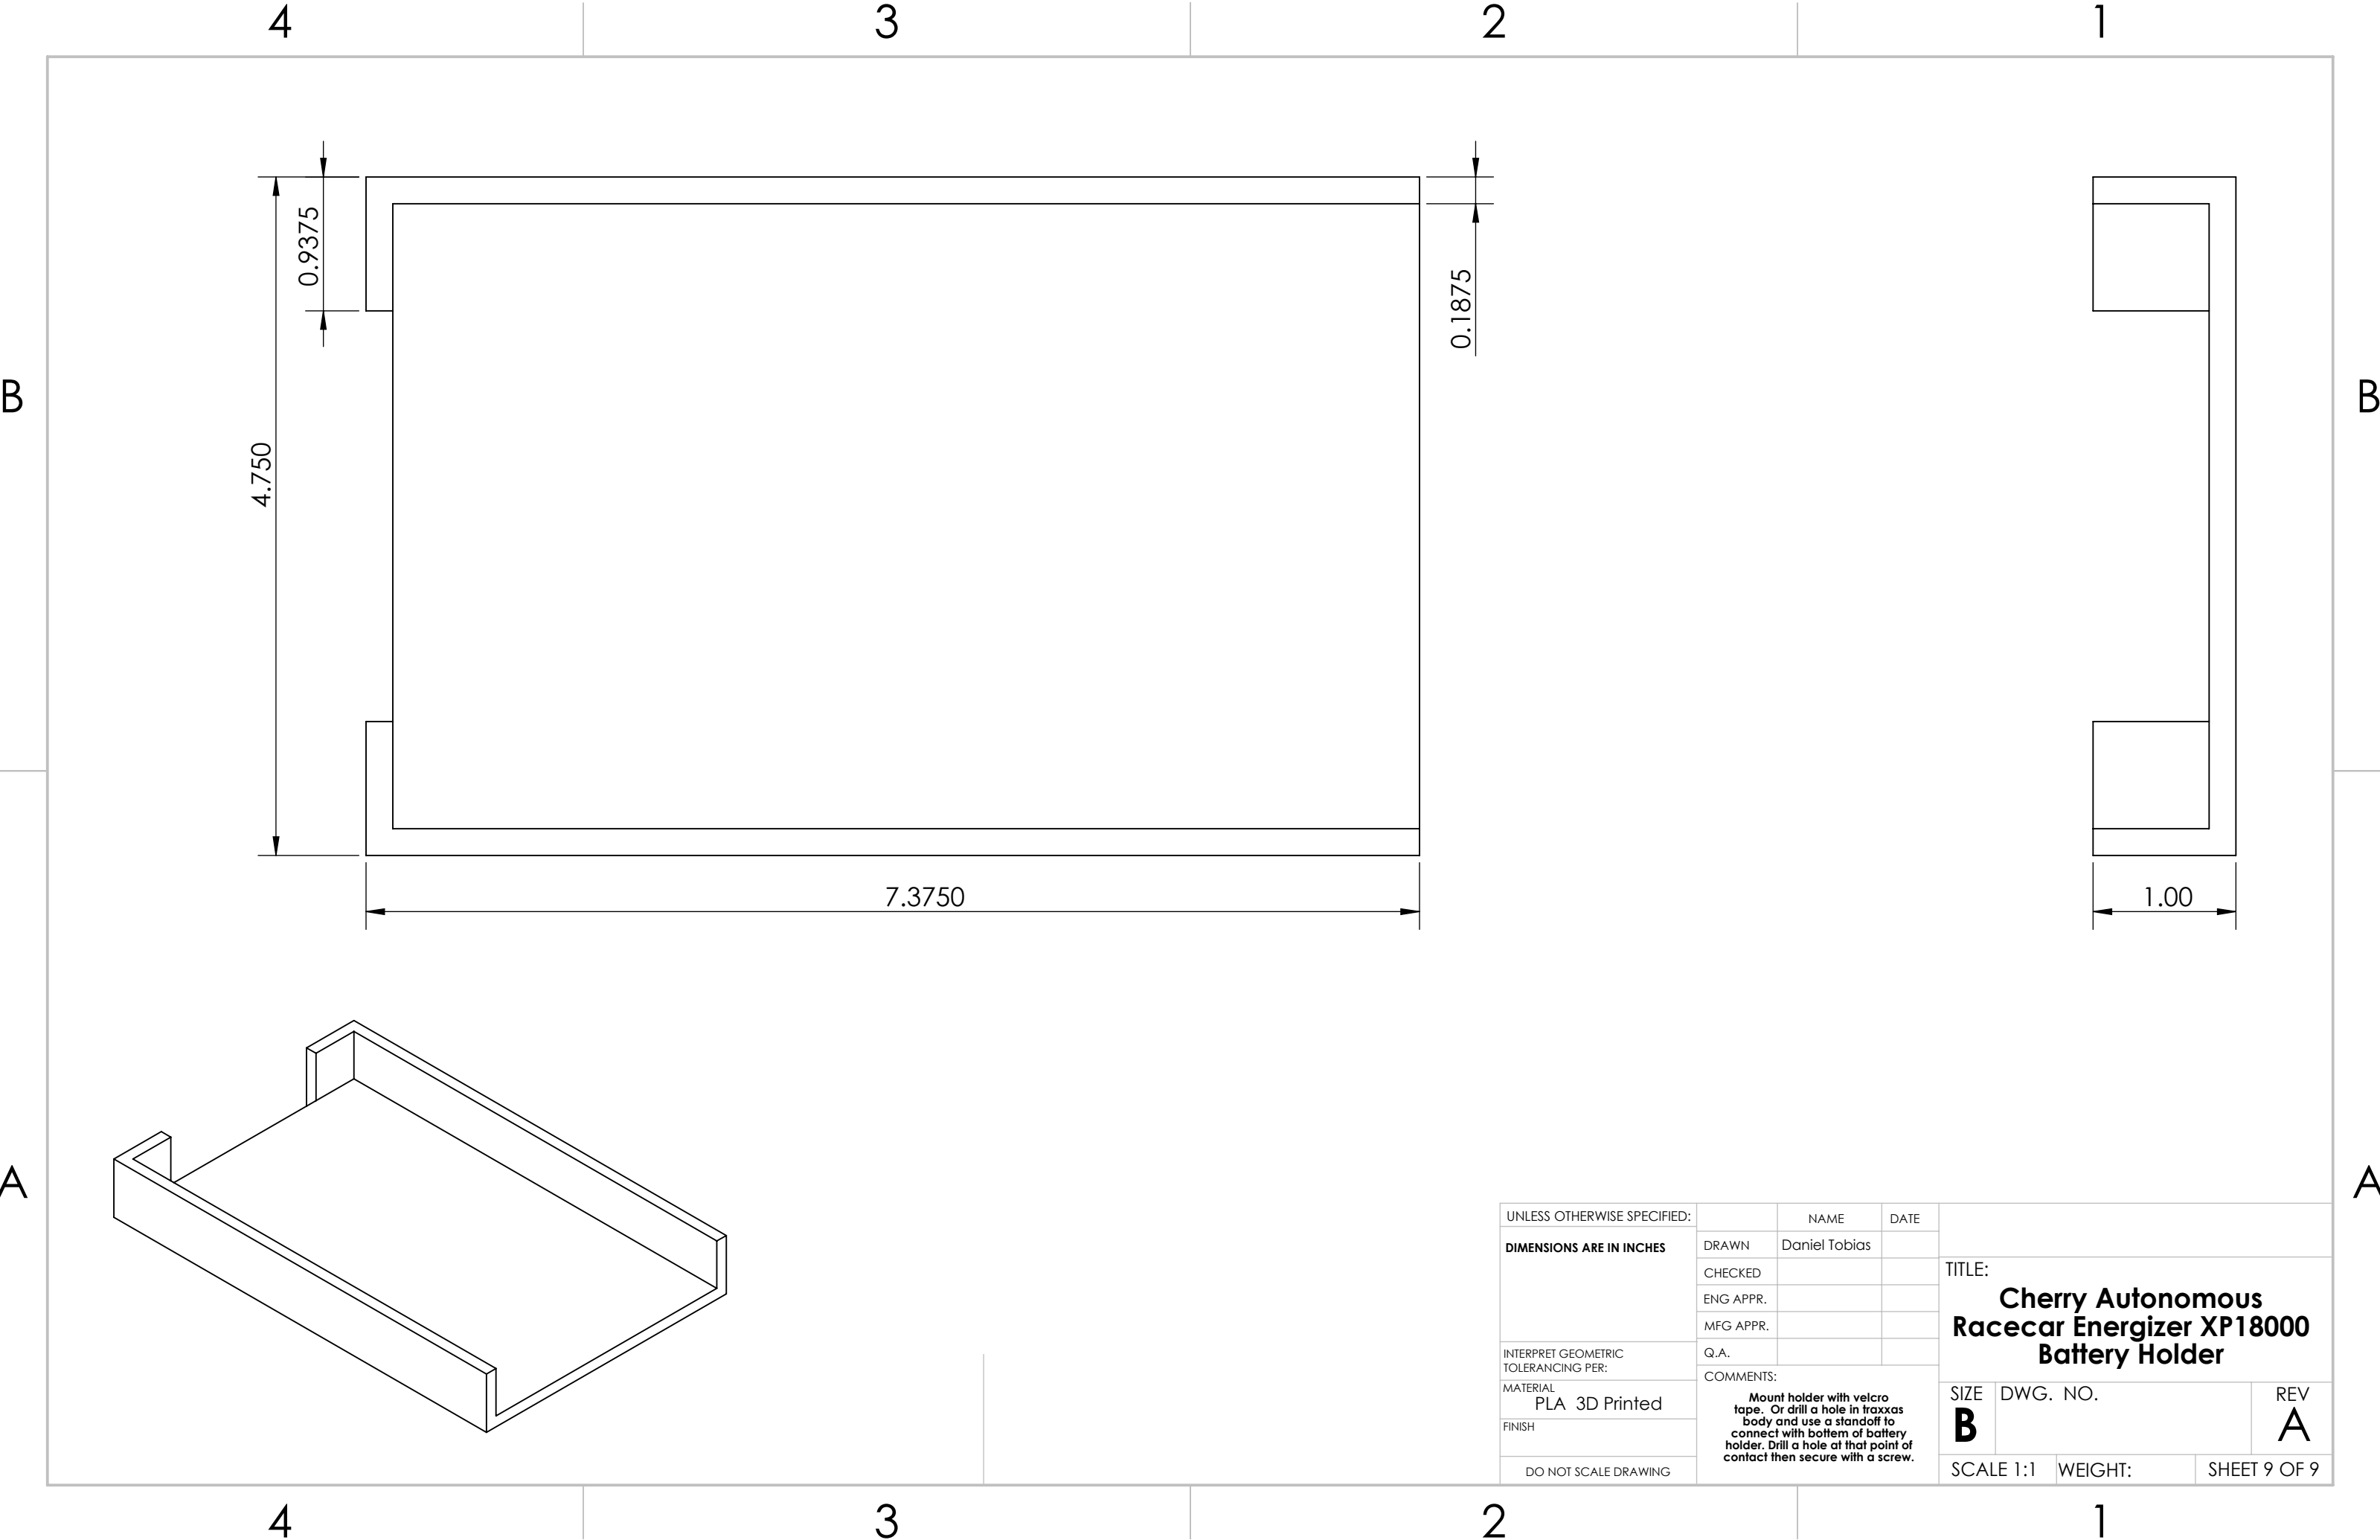 4 3 2 1
0.9375
0.1875
B B
4.750
7.3750
1.00
A A
UNLESS OTHERWISE SPECIFIED:
DIMENSIONS ARE IN INCHES
INTERPRET GEOMETRIC
TOLERANCING PER:
MATERIAL
PLA 3D Printed
FINISH
DO NOT SCALE DRAWING
NAME DATE
DRAWN Daniel Tobias
CHECKED
ENG APPR.
MFG APPR.
Q.A.
COMMENTS:
Mount holder with velcro
tape. Or drill a hole in traxxas
body and use a standoff to
connect with bottem of battery
holder. Drill a hole at that point of
contact then secure with a screw.
TITLE:
Cherry Autonomous
Racecar Energizer XP18000
Battery Holder
SIZE DWG. NO. REV
B A
SCALE 1:1 WEIGHT: SHEET 9 OF 9
4 3 2 1